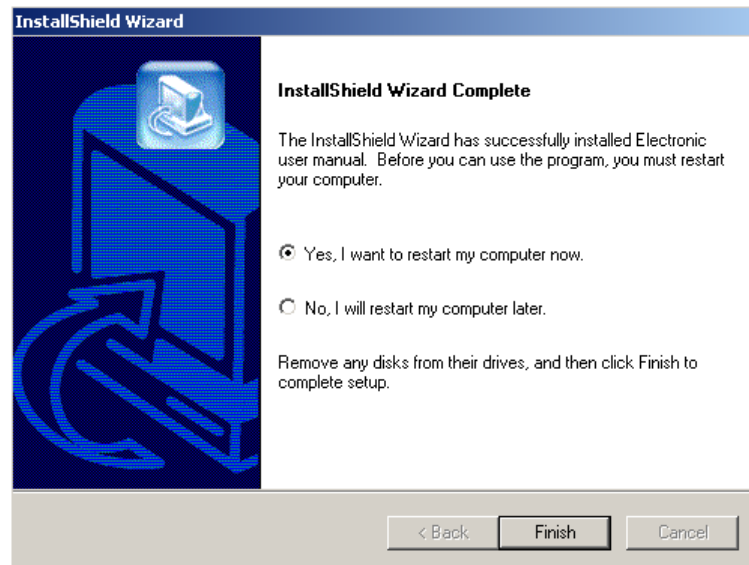 InstallShield Wizard
InstallShield Wizard Complete
The InstallShield Wizard has successfully installed Electronic
user manual.  Before you can use the program, you must restart
your computer.
Yes, I want to restart my computer now.
No, I will restart my computer later.
Remove any disks from their drives, and then click Finish to
complete setup.
< Back
Finish
Cancel